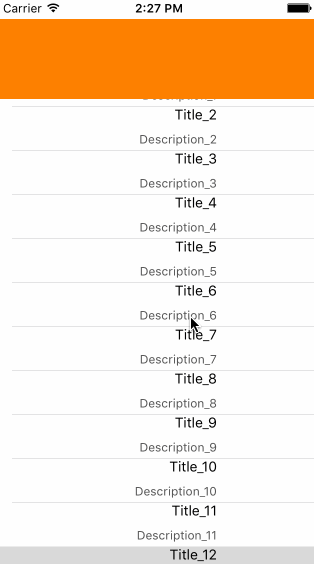 Carrier 2:27 PM
Title_2
Description_2
Title_3
Description_3
Title_4
Description_4
Title_5
Description_5
Title_6
Description_6
Title_7
Description_7
Title_8
Description_8
Title_9
Description_9
Title_10
Description_10
Title_11
Description_11
Title_12